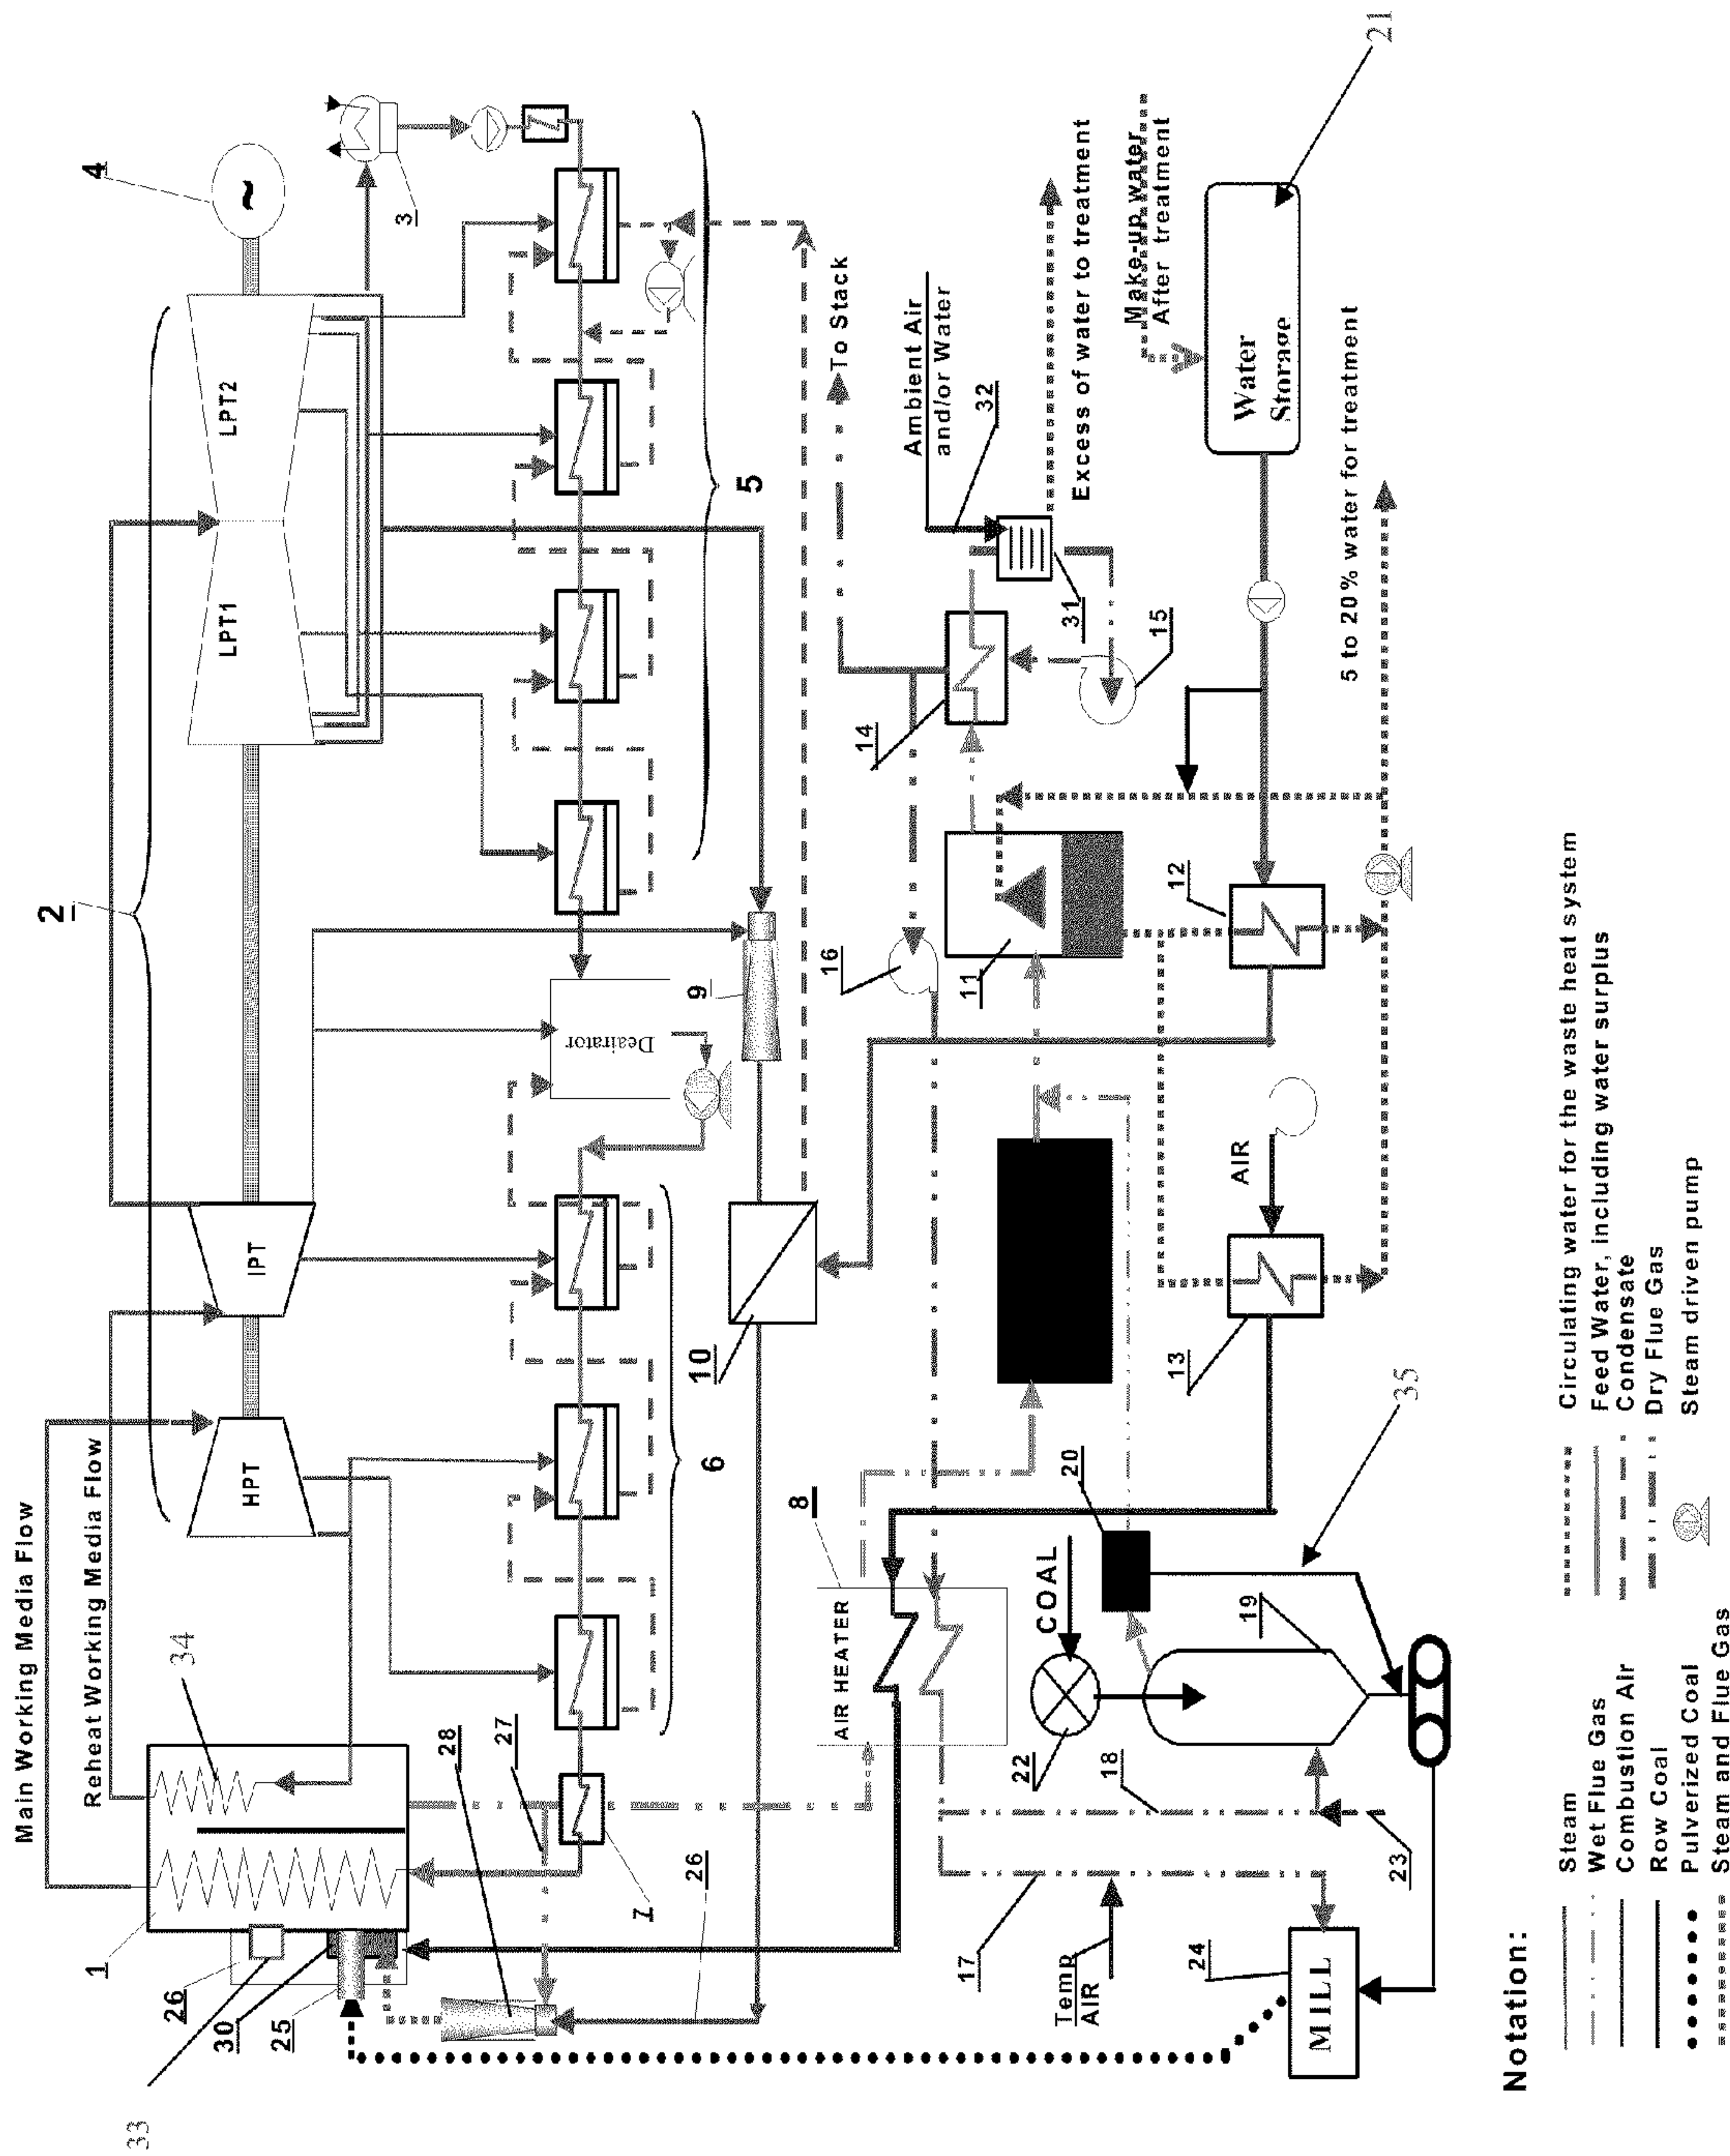 Main Working Media Flow
Reheat Working Media Flow
2
4
HPT
IPT
LPT1
LPT2
1
34
33
26
30
25
28
27
26
7
6
5
3
Deairator
9
10
To Stack
Ambient Air
and/or Water
32
31
Excess of water to treatment
Make-up water
After treatment
Water
Storage
21
14
15
16
11
12
13
AIR
5 to 20% water for treatment
8
AIR HEATER
COAL
20
22
19
35
18
23
17
Temp
AIR
24
MILL
Notation:
Steam
Wet Flue Gas
Combustion Air
Row Coal
Pulverized Coal
Steam and Flue Gas
Circulating water for the waste heat system
Feed Water, including water surplus
Condensate
Dry Flue Gas
Steam driven pump